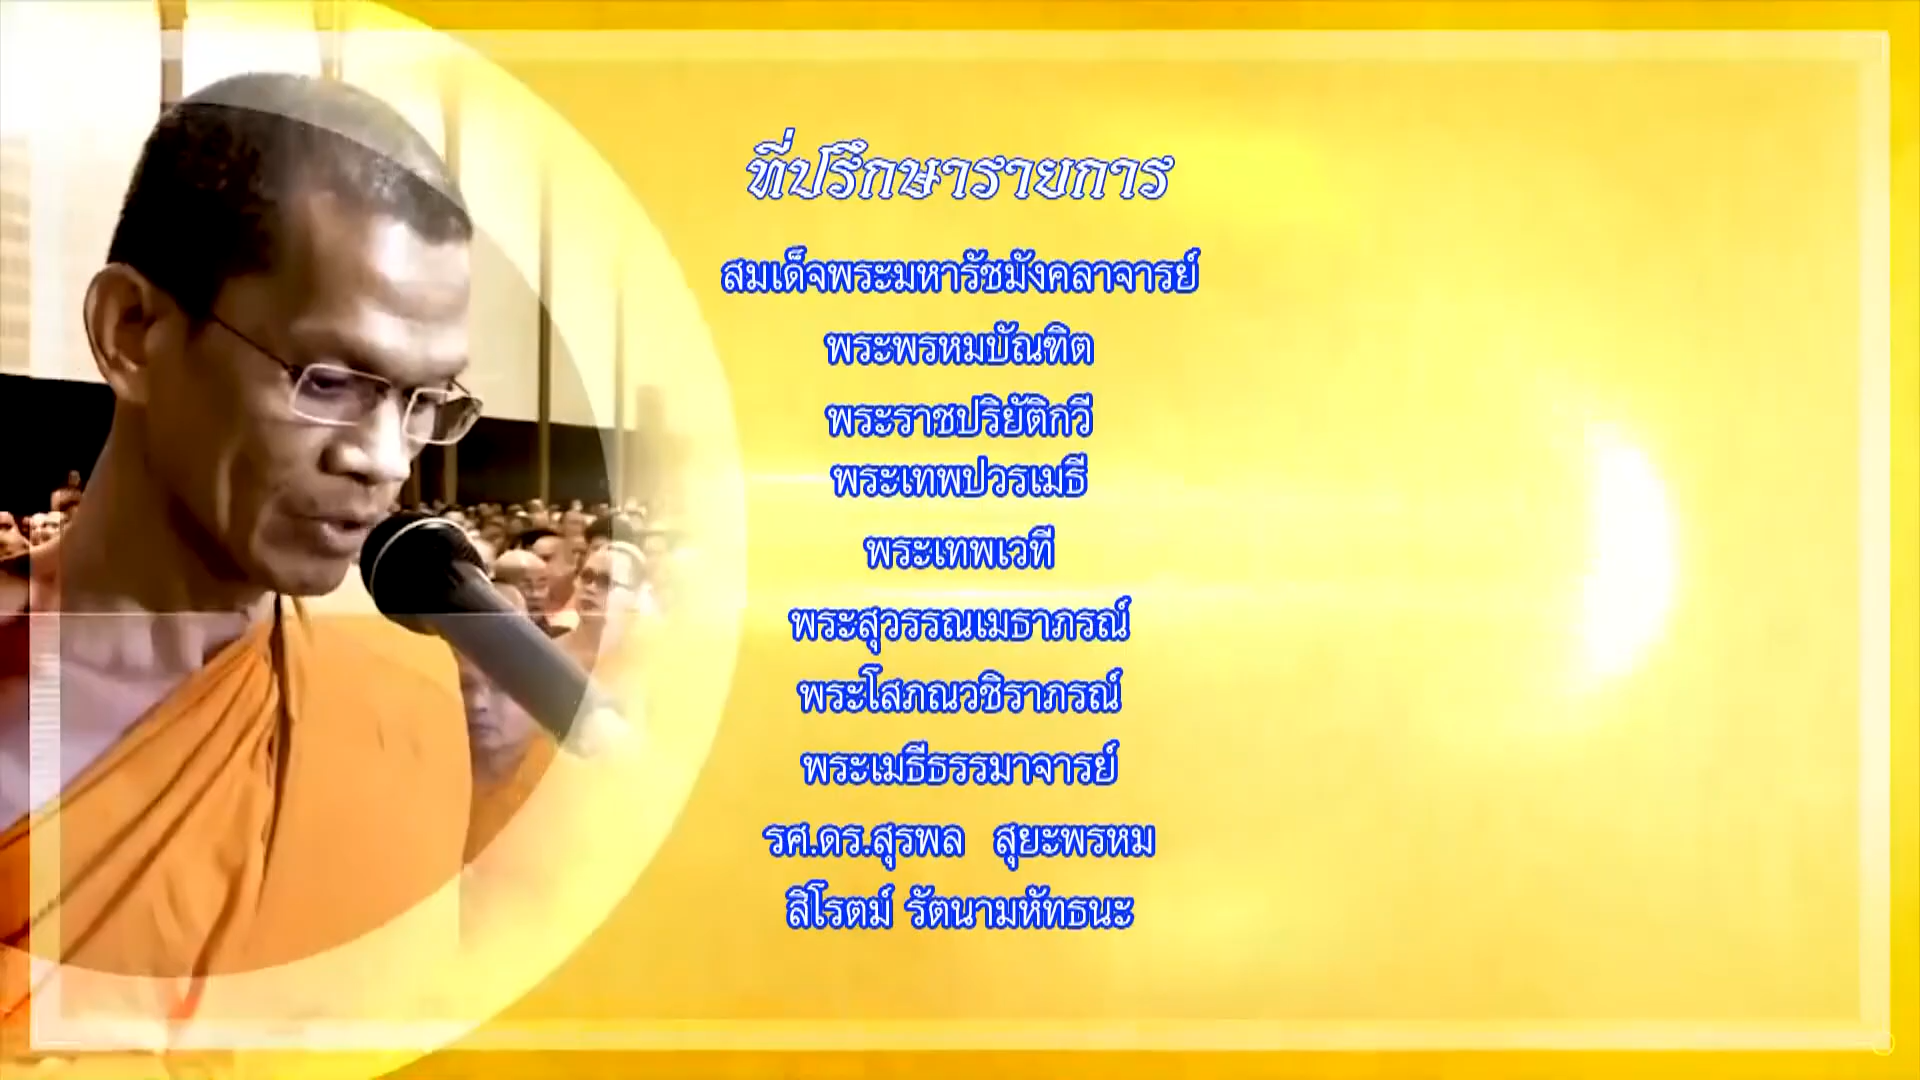 ที่ปรึกษารายการ
สมเด็จพระมหารัชมังคลาจารย์
พระพรหมบัณฑิต
พระราชปริยัติกวี
พระเทพปวรเมธี
พระเทพเวที
พระสุวรรณเมธาภรณ์
พระโสภณวชิราภรณ์
พระเมธีธรรมาจารย์
รศ.ดร.สุรพล สุยะพรหม
สิโรตม์ รัตนามหัทธนะ